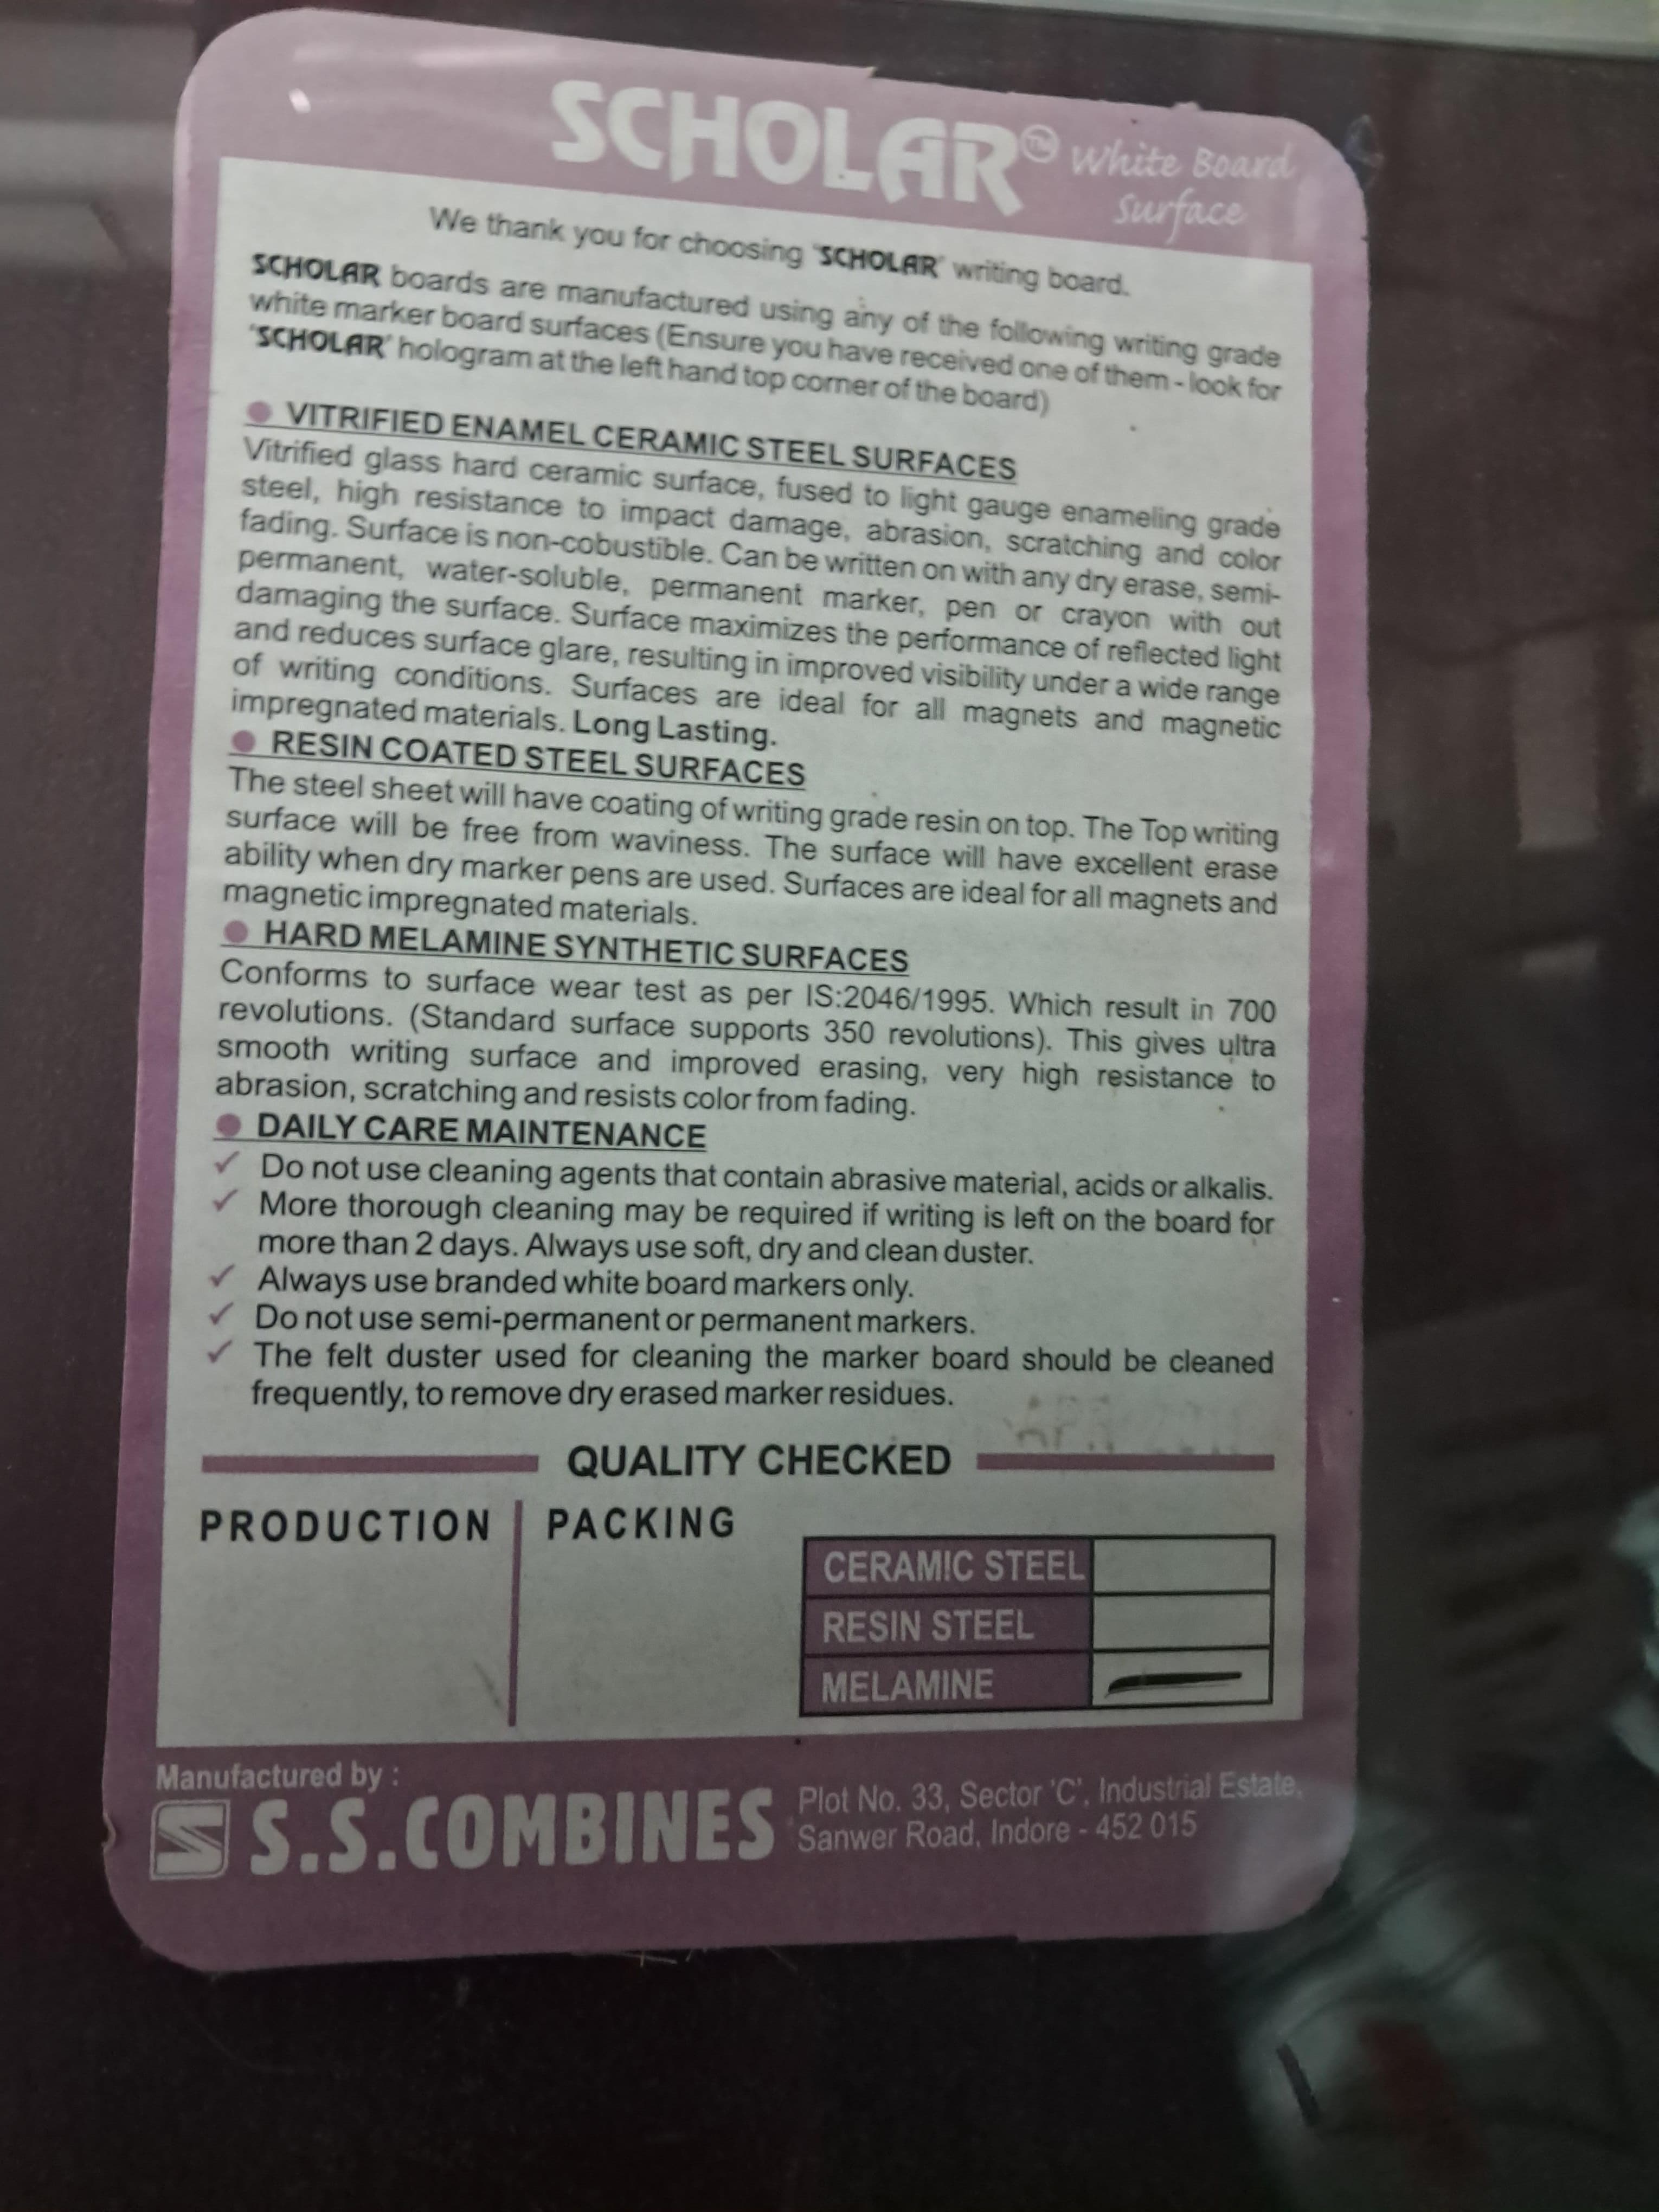 SCHOLAR™ White Board
Surface
We thank you for choosing 'SCHOLAR' writing board.
SCHOLAR boards are manufactured using any of the following writing grade
white marker board surfaces (Ensure you have received one of them - look for
'SCHOLAR' hologram at the left hand top corner of the board)
● VITRIFIED ENAMEL CERAMIC STEEL SURFACES
Vitrified glass hard ceramic surface, fused to light gauge enameling grade
steel, high resistance to impact damage, abrasion, scratching and color
fading. Surface is non-cobustible. Can be written on with any dry erase, semi-
permanent, water-soluble, permanent marker, pen or crayon with out
damaging the surface. Surface maximizes the performance of reflected light
and reduces surface glare, resulting in improved visibility under a wide range
of writing conditions. Surfaces are ideal for all magnets and magnetic
impregnated materials. Long Lasting.
● RESIN COATED STEEL SURFACES
The steel sheet will have coating of writing grade resin on top. The Top writing
surface will be free from waviness. The surface will have excellent erase
ability when dry marker pens are used. Surfaces are ideal for all magnets and
magnetic impregnated materials.
● HARD MELAMINE SYNTHETIC SURFACES
Conforms to surface wear test as per IS:2046/1995. Which result in 700
revolutions. (Standard surface supports 350 revolutions). This gives ultra
smooth writing surface and improved erasing, very high resistance to
abrasion, scratching and resists color from fading.
● DAILY CARE MAINTENANCE
✓ Do not use cleaning agents that contain abrasive material, acids or alkalis.
✓ More thorough cleaning may be required if writing is left on the board for
more than 2 days. Always use soft, dry and clean duster.
✓ Always use branded white board markers only.
✓ Do not use semi-permanent or permanent markers.
✓ The felt duster used for cleaning the marker board should be cleaned
frequently, to remove dry erased marker residues.
QUALITY CHECKED
PRODUCTION PACKING
CERAMIC STEEL
RESIN STEEL
MELAMINE
Manufactured by :
S.S.COMBINES
Plot No. 33, Sector 'C', Industrial Estate,
Sanwer Road, Indore - 452 015